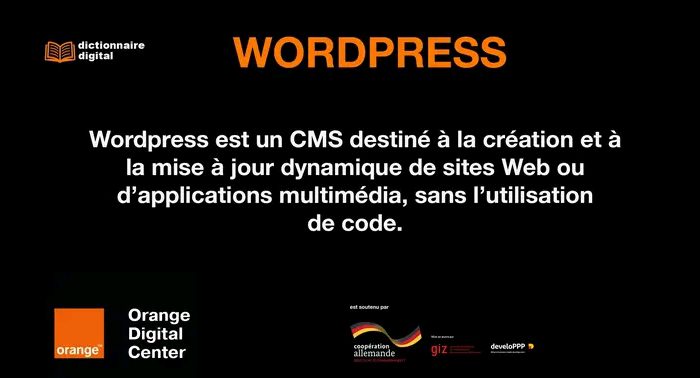 dictionnaire
digital
WORDPRESS
Wordpress est un CMS destiné à la création et à
la mise à jour dynamique de sites Web ou
d’applications multimédia, sans l’utilisation
de code.
orange™
Orange
Digital
Center
est soutenu par
coopération
allemande
giz
develoPPP